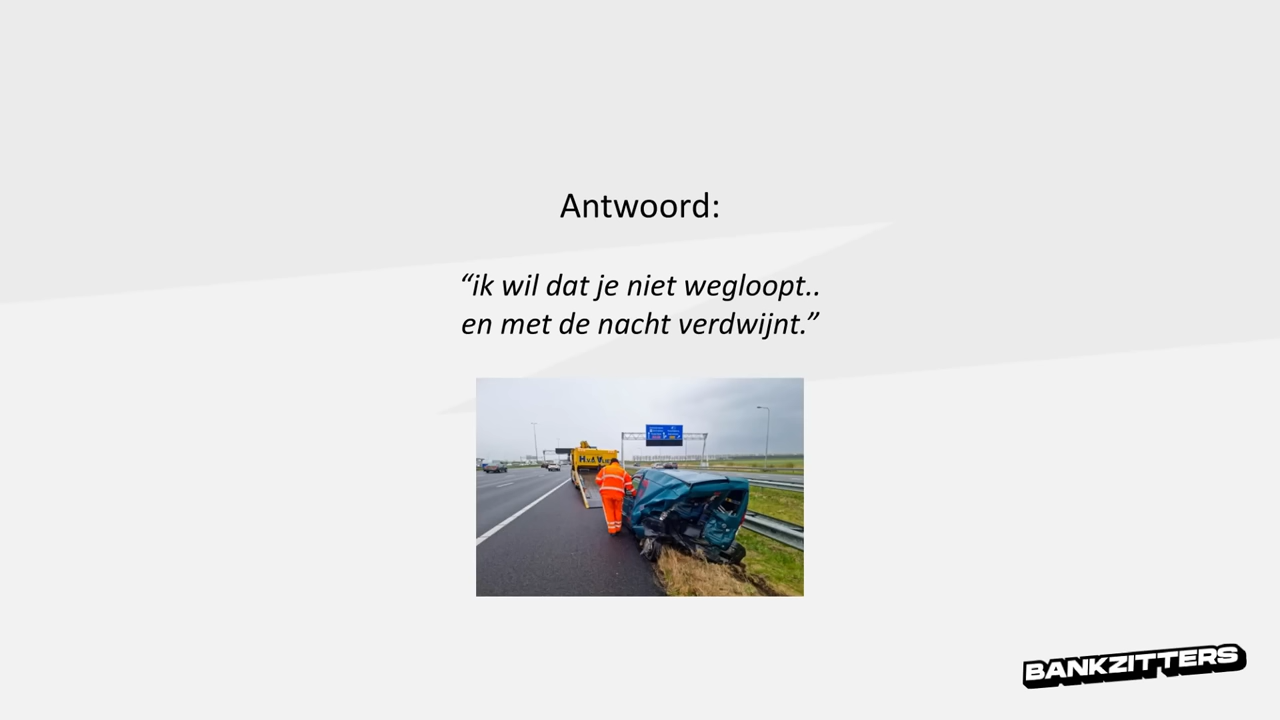 Antwoord:
“ik wil dat je niet wegloopt..
en met de nacht verdwijnt.”
BANKZITTERS